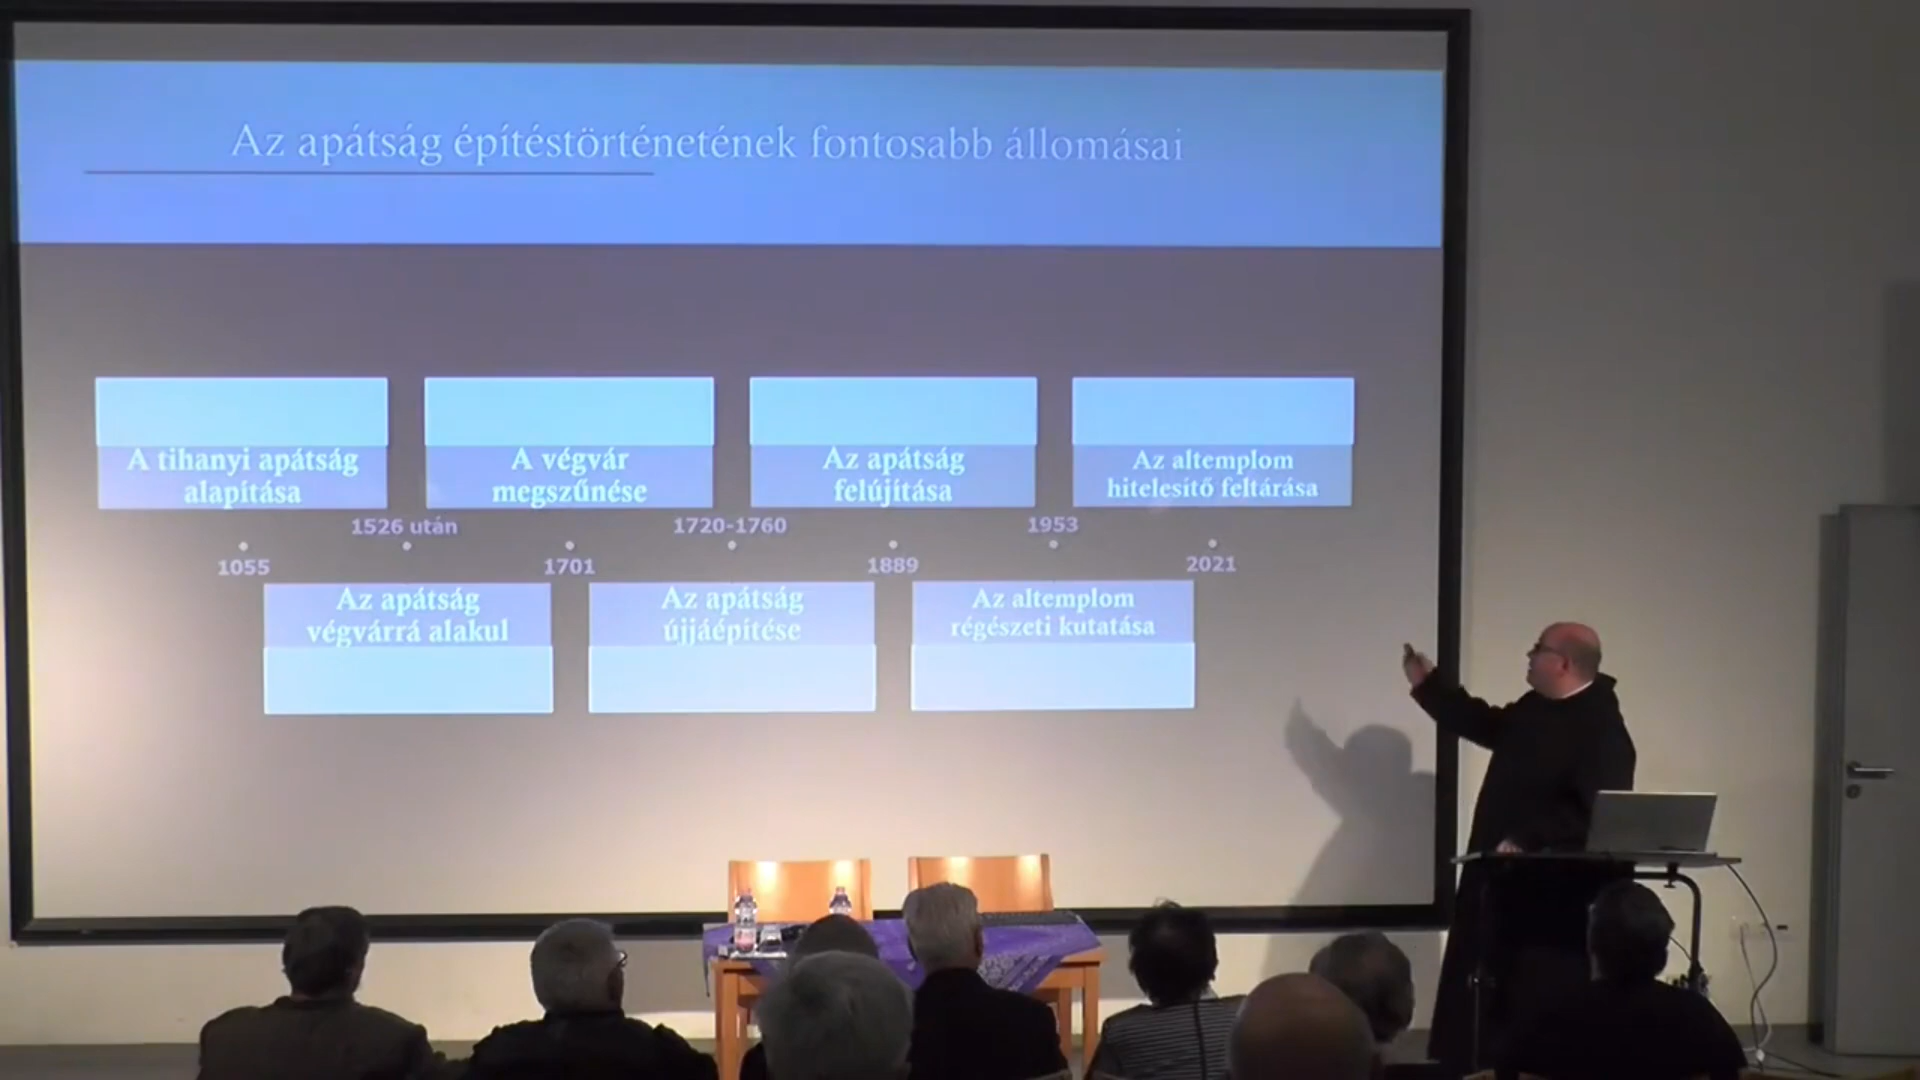 Az apátság építéstörténetének fontosabb állomásai
A tihanyi apátság
alapítása
A végvár
megszűnése
Az apátság
felújítása
Az altemplom
hitelesítő feltárása
1526 után
1720-1760
1953
1055
1701
1889
2021
Az apátság
végvárrá alakul
Az apátság
újjáépítése
Az altemplom
régészeti kutatása